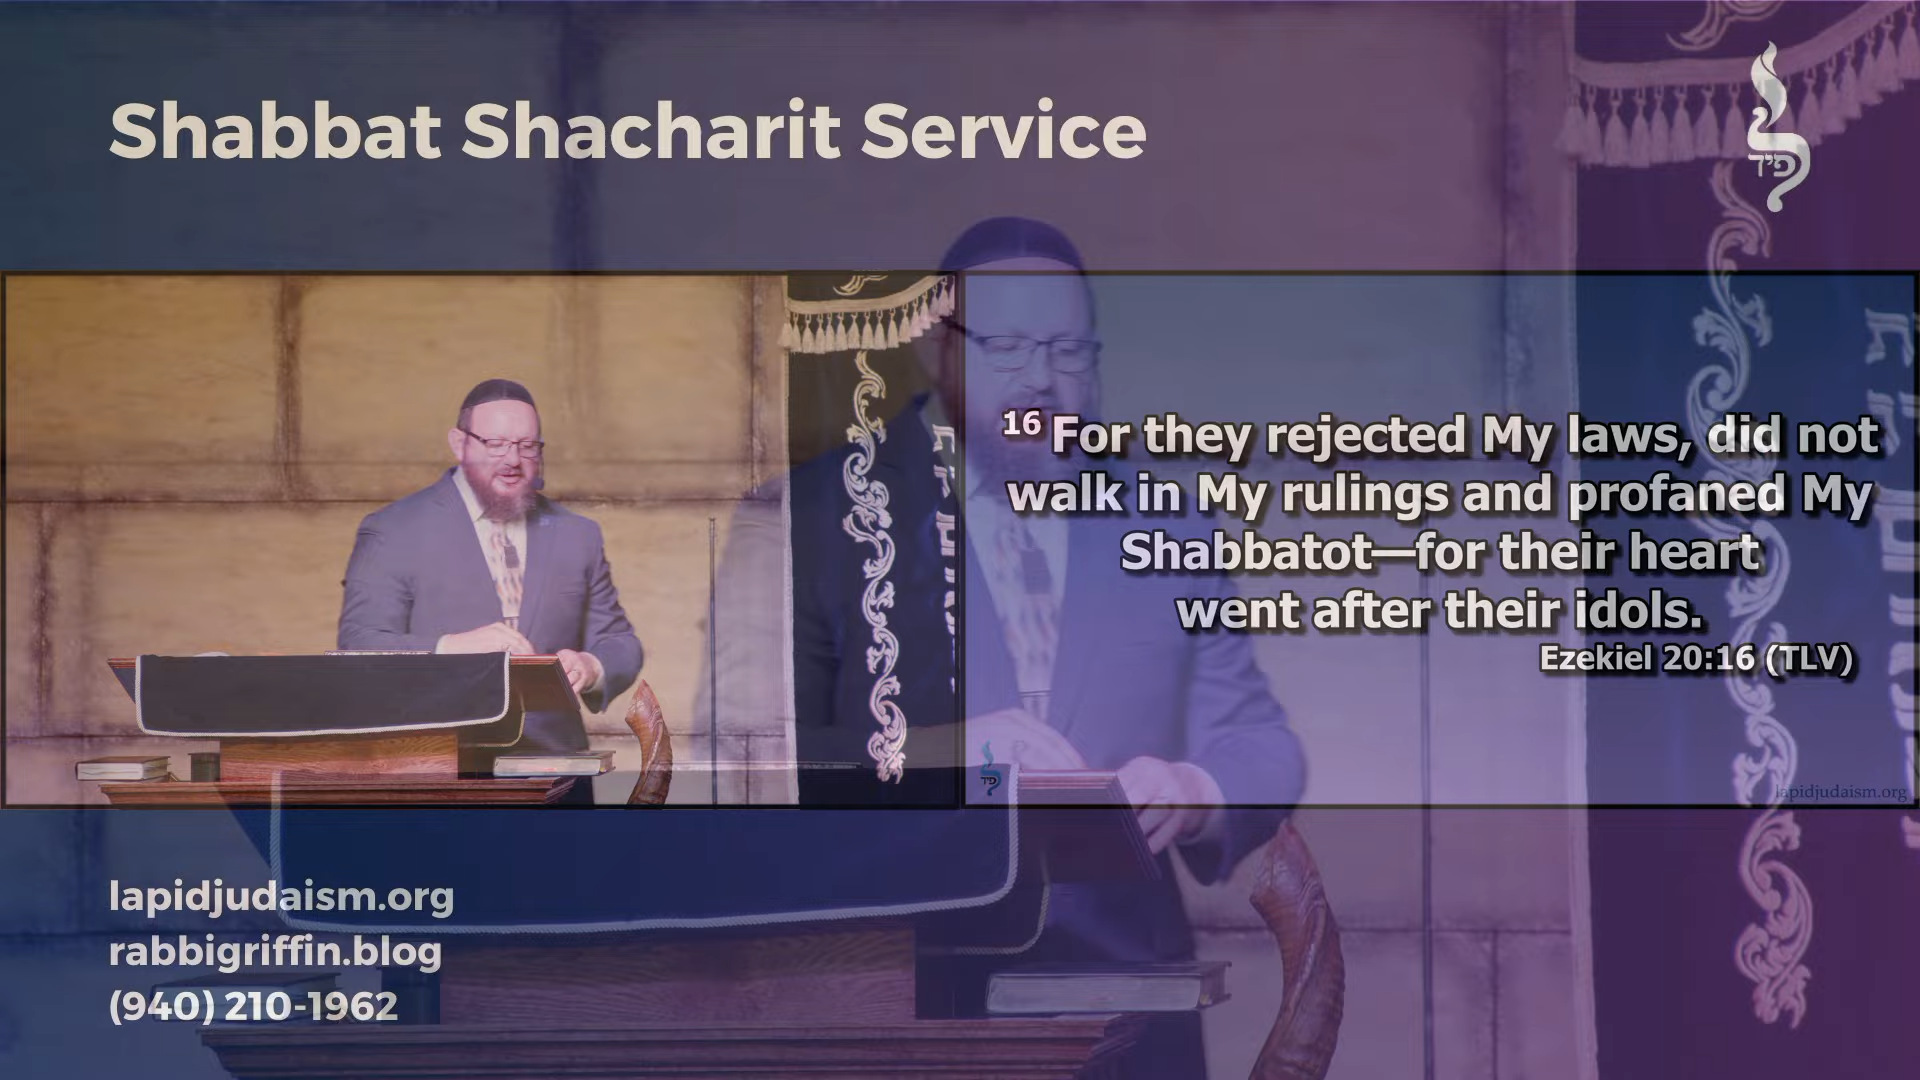 Shabbat Shacharit Service
פיד
16 For they rejected My laws, did not
walk in My rulings and profaned My
Shabbatot—for their heart
went after their idols.
Ezekiel 20:16 (TLV)
פיד
lapidjudaism.org
lapidjudaism.org
rabbigriffin.blog
(940) 210-1962